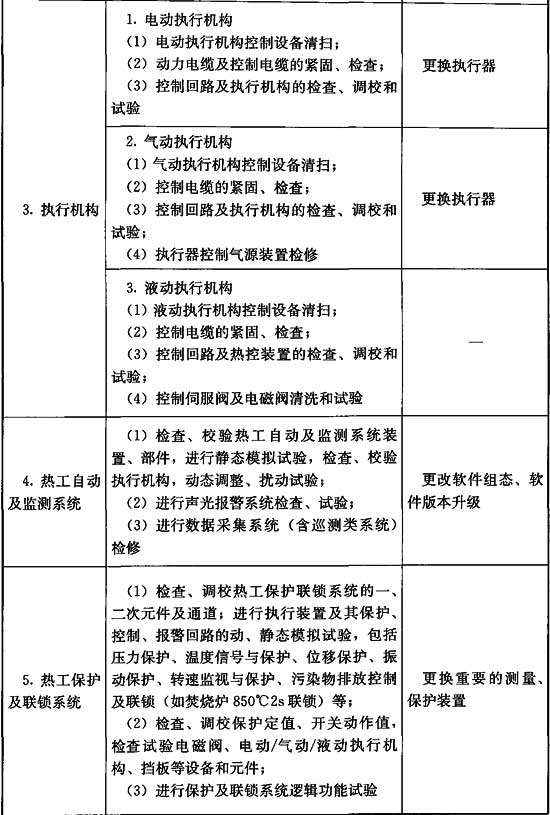 3. 执行机构
1. 电动执行机构
（1）电动执行机构控制设备清扫；
（2）动力电缆及控制电缆的紧固、检查；
（3）控制回路及执行机构的检查、调校和
试验
更换执行器
2. 气动执行机构
（1）气动执行机构控制设备清扫；
（2）控制电缆的紧固、检查；
（3）控制回路及执行机构的检查、调校和
试验；
（4）执行器控制气源装置检修
更换执行器
3. 液动执行机构
（1）液动执行机构控制设备清扫；
（2）控制电缆的紧固、检查；
（3）控制回路及热控装置的检查、调校和
试验；
（4）控制伺服阀及电磁阀清洗和试验
—
4. 热工自动
及监测系统
（1）检查、校验热工自动及监测系统装
置、部件，进行静态模拟试验，检查、校验
执行机构，动态调整、扰动试验；
（2）进行声光报警系统检查、试验；
（3）进行数据采集系统（含巡测类系统）
检修
更改软件组态、软
件版本升级
5. 热工保护
及联锁系统
（1）检查、调校热工保护联锁系统的一、
二次元件及通道；进行执行装置及其保护、
控制、报警回路的动、静态模拟试验，包括
压力保护、温度信号与保护、位移保护、振
动保护、转速监视与保护、污染物排放控制
及联锁（如焚烧炉 850℃2s 联锁）等；
（2）检查、调校保护定值、开关动作值，
检查试验电磁阀、电动/气动/液动执行机
构、挡板等设备和元件；
（3）进行保护及联锁系统逻辑功能试验
更换重要的测量、
保护装置